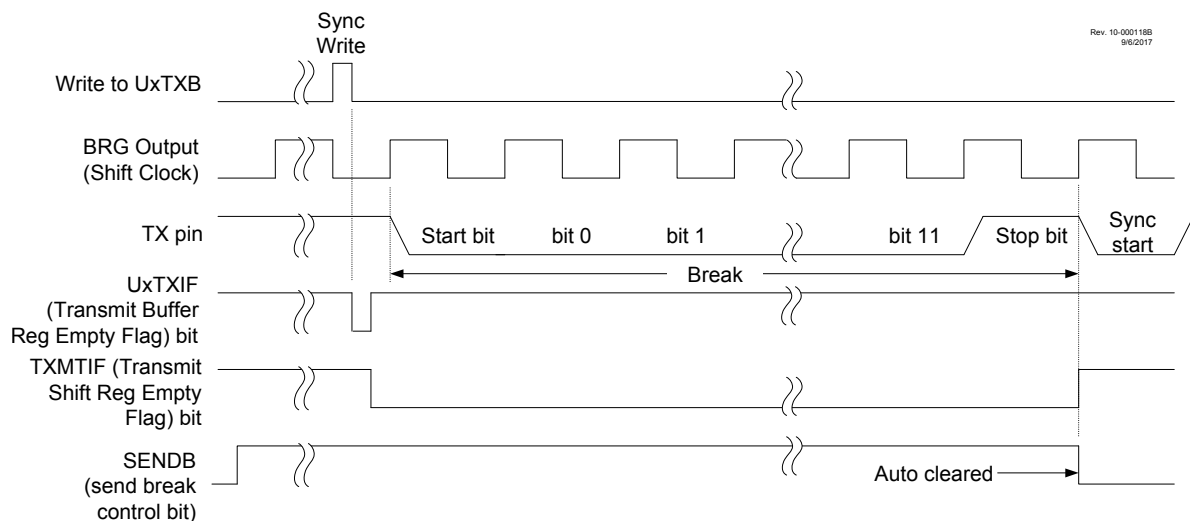 Sync
Write
Rev. 10-000118B
9/6/2017
Write to UxTXB
BRG Output
(Shift Clock)
TX pin
Start bit
bit 0
bit 1
bit 11
Stop bit
Sync
start
Break
UxTXIF
(Transmit Buffer
Reg Empty Flag) bit
TXMTIF (Transmit
Shift Reg Empty
Flag) bit
SENDB
(send break
control bit)
Auto cleared